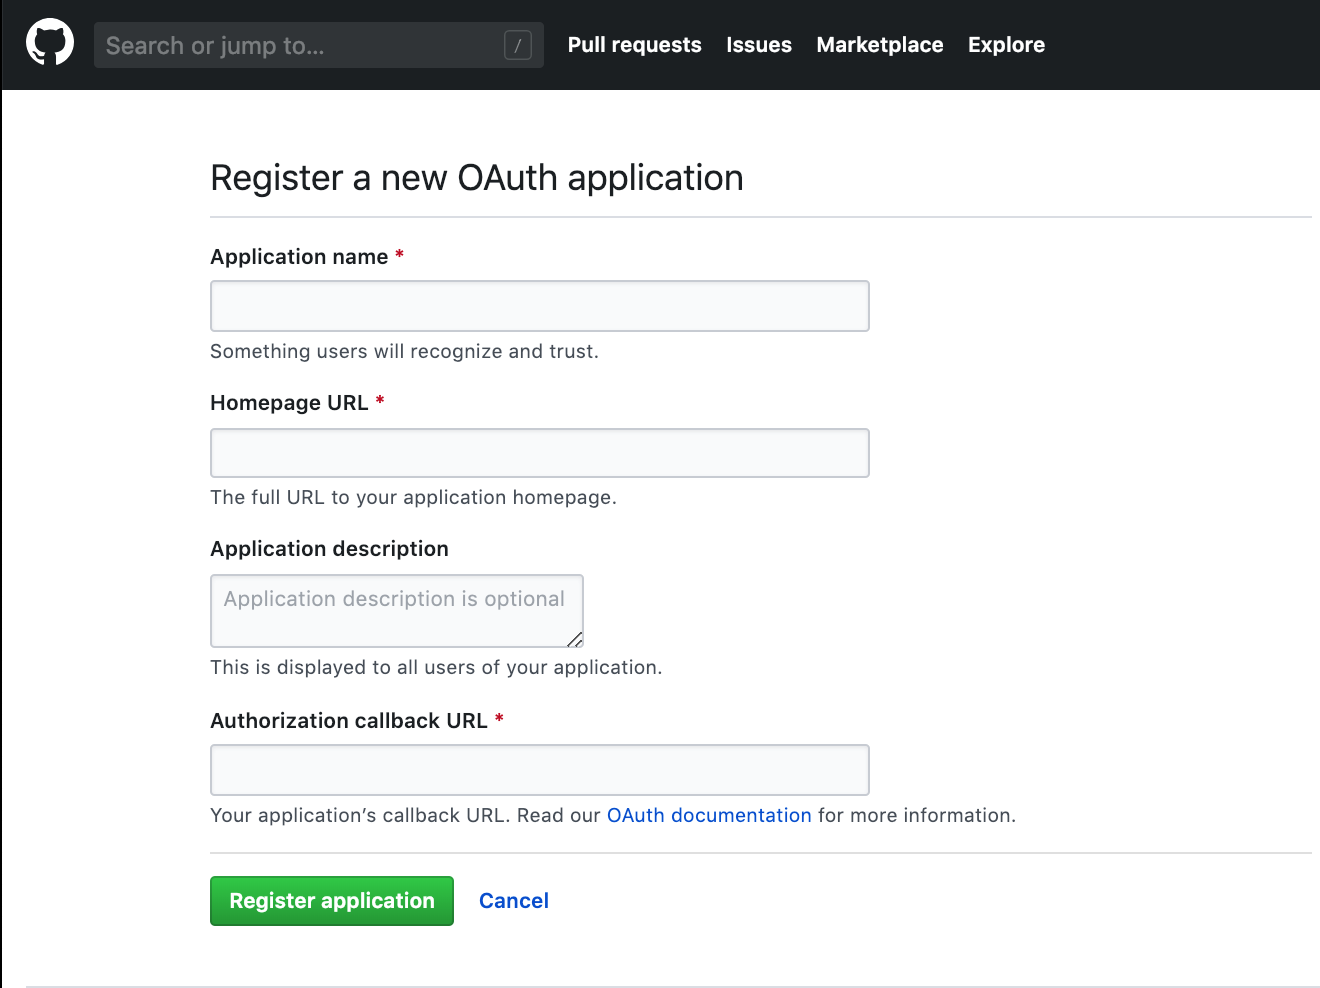 Search or jump to...
/
Pull requests
Issues
Marketplace
Explore
Register a new OAuth application
Application name *
Something users will recognize and trust.
Homepage URL *
The full URL to your application homepage.
Application description
Application description is optional
This is displayed to all users of your application.
Authorization callback URL *
Your application’s callback URL. Read our OAuth documentation for more information.
Register application
Cancel